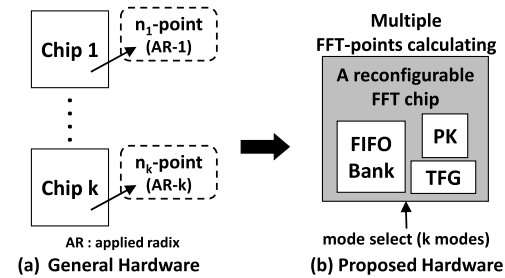 Chip 1
n₁-point
(AR-1)
Chip k
nₖ-point
(AR-k)
AR : applied radix
(a) General Hardware
Multiple
FFT-points calculating
A reconfigurable
FFT chip
FIFO
Bank
PK
TFG
mode select (k modes)
(b) Proposed Hardware